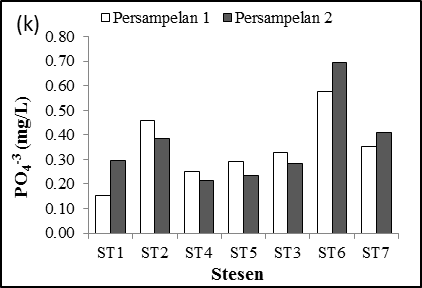 (k)
Persampelan 1 Persampelan 2
PO₄⁻³ (mg/L)
0.80
0.70
0.60
0.50
0.40
0.30
0.20
0.10
0.00
ST1 ST2 ST4 ST5 ST3 ST6 ST7
Stesen